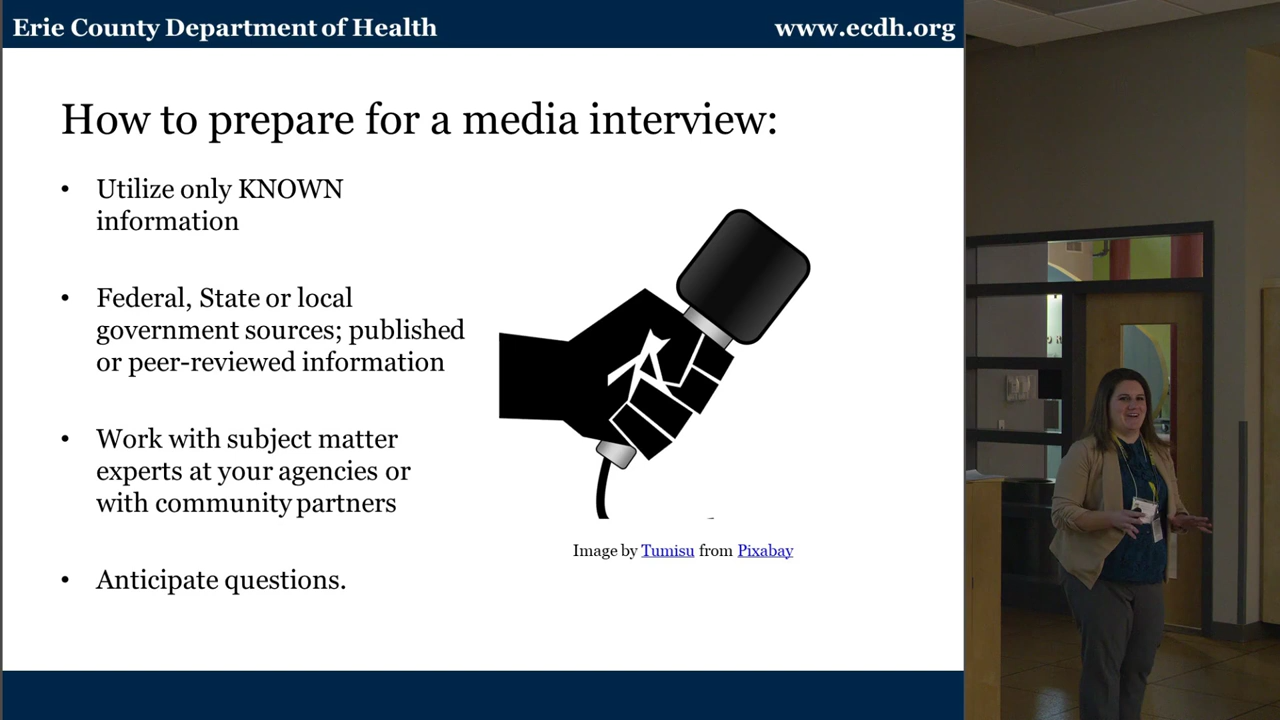 Erie County Department of Health
www.ecdh.org
How to prepare for a media interview:
• Utilize only KNOWN
information
• Federal, State or local
government sources; published
or peer-reviewed information
• Work with subject matter
experts at your agencies or
with community partners
• Anticipate questions.
Image by Tumisu from Pixabay